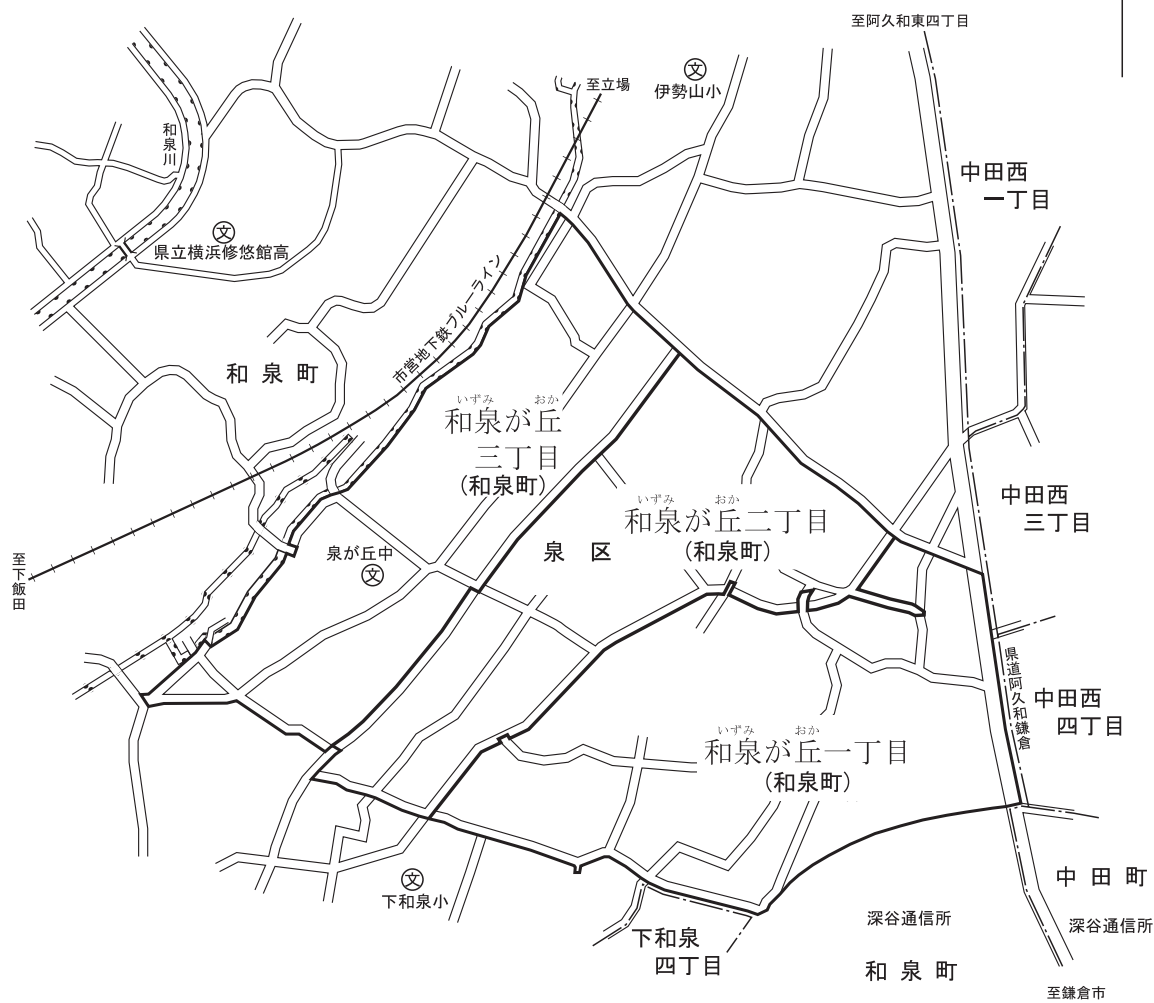 至阿久和東四丁目
至立場
文
伊勢山小
和泉川
中田西
一丁目
文
県立横浜修悠館高
市営地下鉄ブルーライン
和泉町
いずみ おか
和泉が丘
三丁目
(和泉町)
いずみ おか
和泉が丘二丁目
(和泉町)
中田西
三丁目
泉区
泉が丘中
文
至下飯田
県道阿久和鎌倉
中田西
四丁目
いずみ おか
和泉が丘一丁目
(和泉町)
文
下和泉小
中田町
深谷通信所
深谷通信所
下和泉
四丁目
和泉町
至鎌倉市